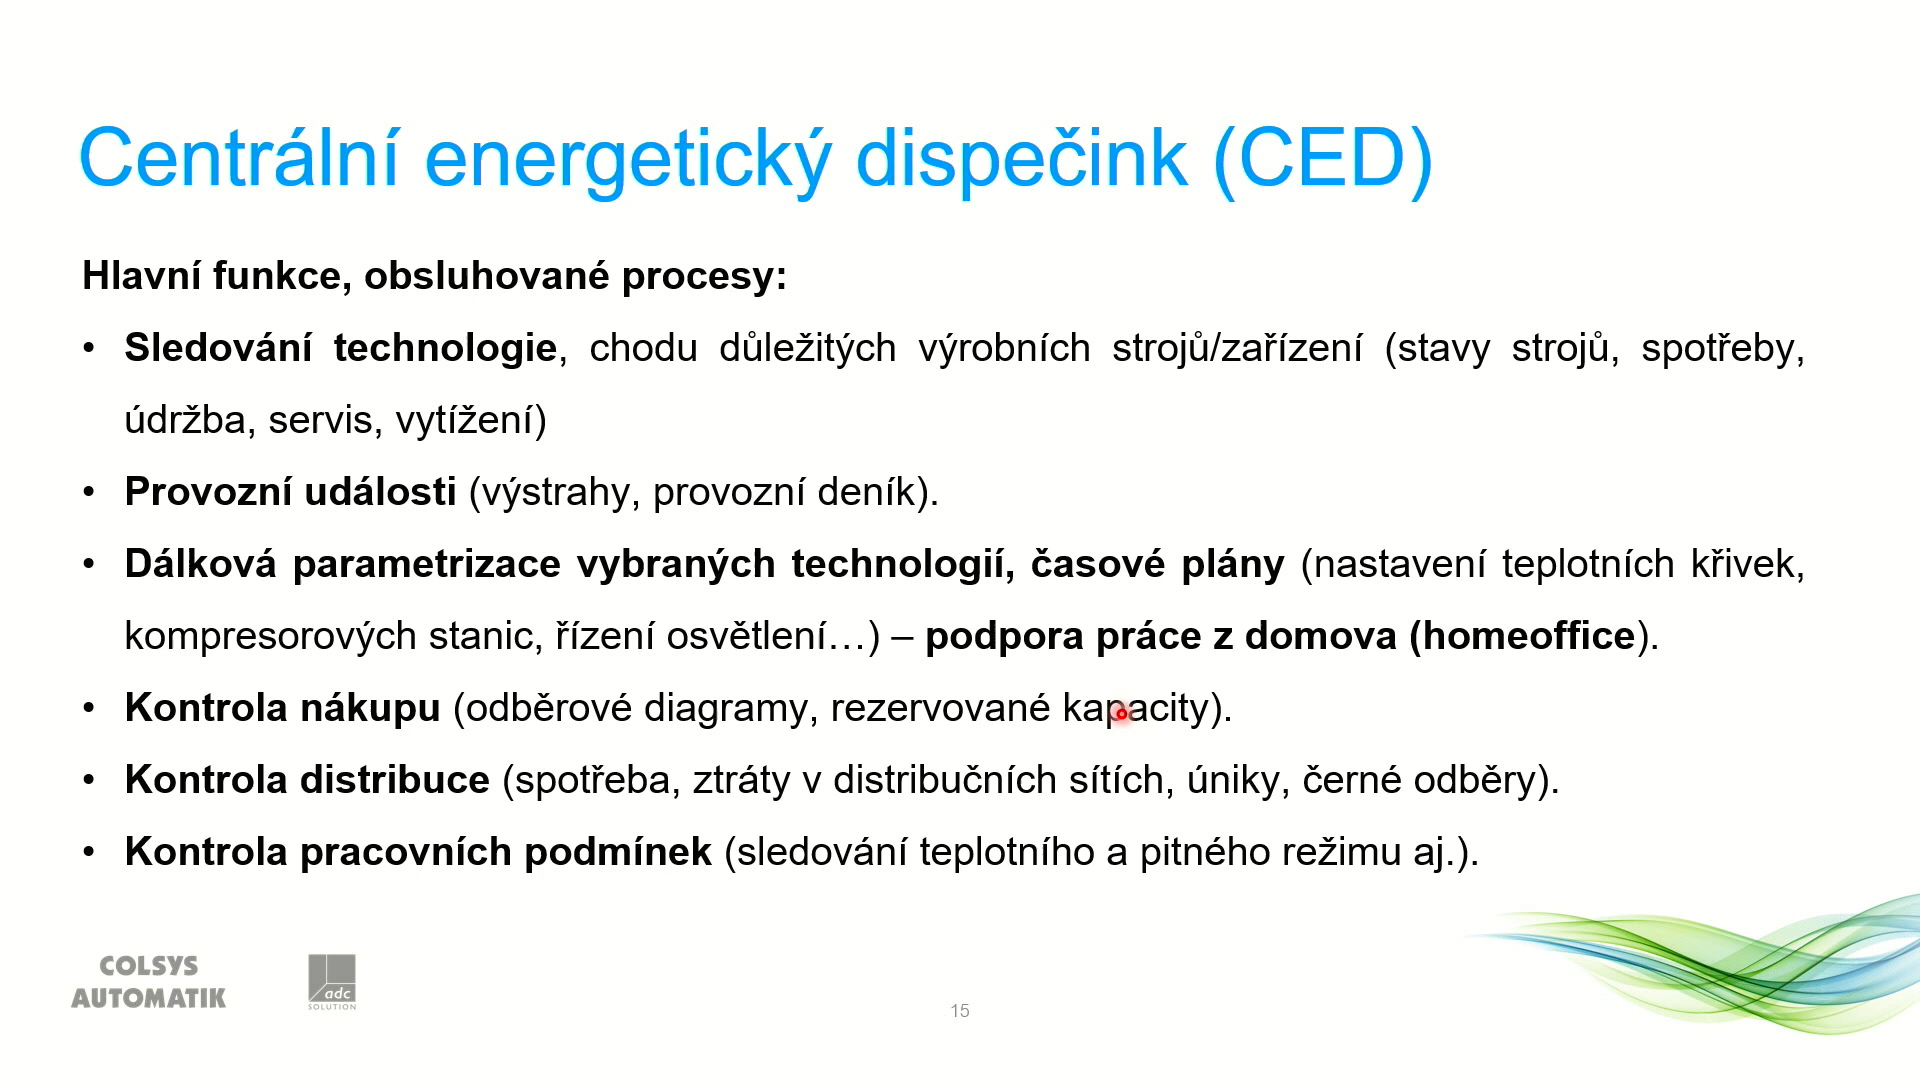 Centrální energetický dispečink (CED)
Hlavní funkce, obsluhované procesy:
• Sledování technologie, chodu důležitých výrobních strojů/zařízení (stavy strojů, spotřeby,
údržba, servis, vytížení)
• Provozní události (výstrahy, provozní deník).
• Dálková parametrizace vybraných technologií, časové plány (nastavení teplotních křivek,
kompresorových stanic, řízení osvětlení…) – podpora práce z domova (homeoffice).
• Kontrola nákupu (odběrové diagramy, rezervované kapacity).
• Kontrola distribuce (spotřeba, ztráty v distribučních sítích, úniky, černé odběry).
• Kontrola pracovních podmínek (sledování teplotního a pitného režimu aj.).
COLSYS
AUTOMATIK
adc
SOLUTION
15